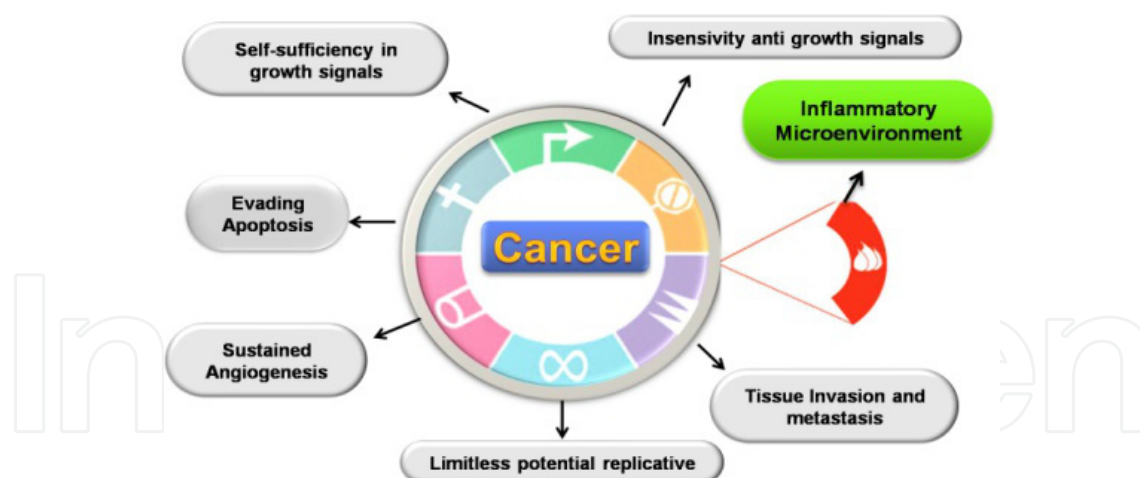 Self-sufficiency in
growth signals
Insensivity anti growth signals
Inflammatory
Microenvironment
Evading
Apoptosis
Cancer
Sustained
Angiogenesis
Tissue Invasion and
metastasis
Limitless potential replicative